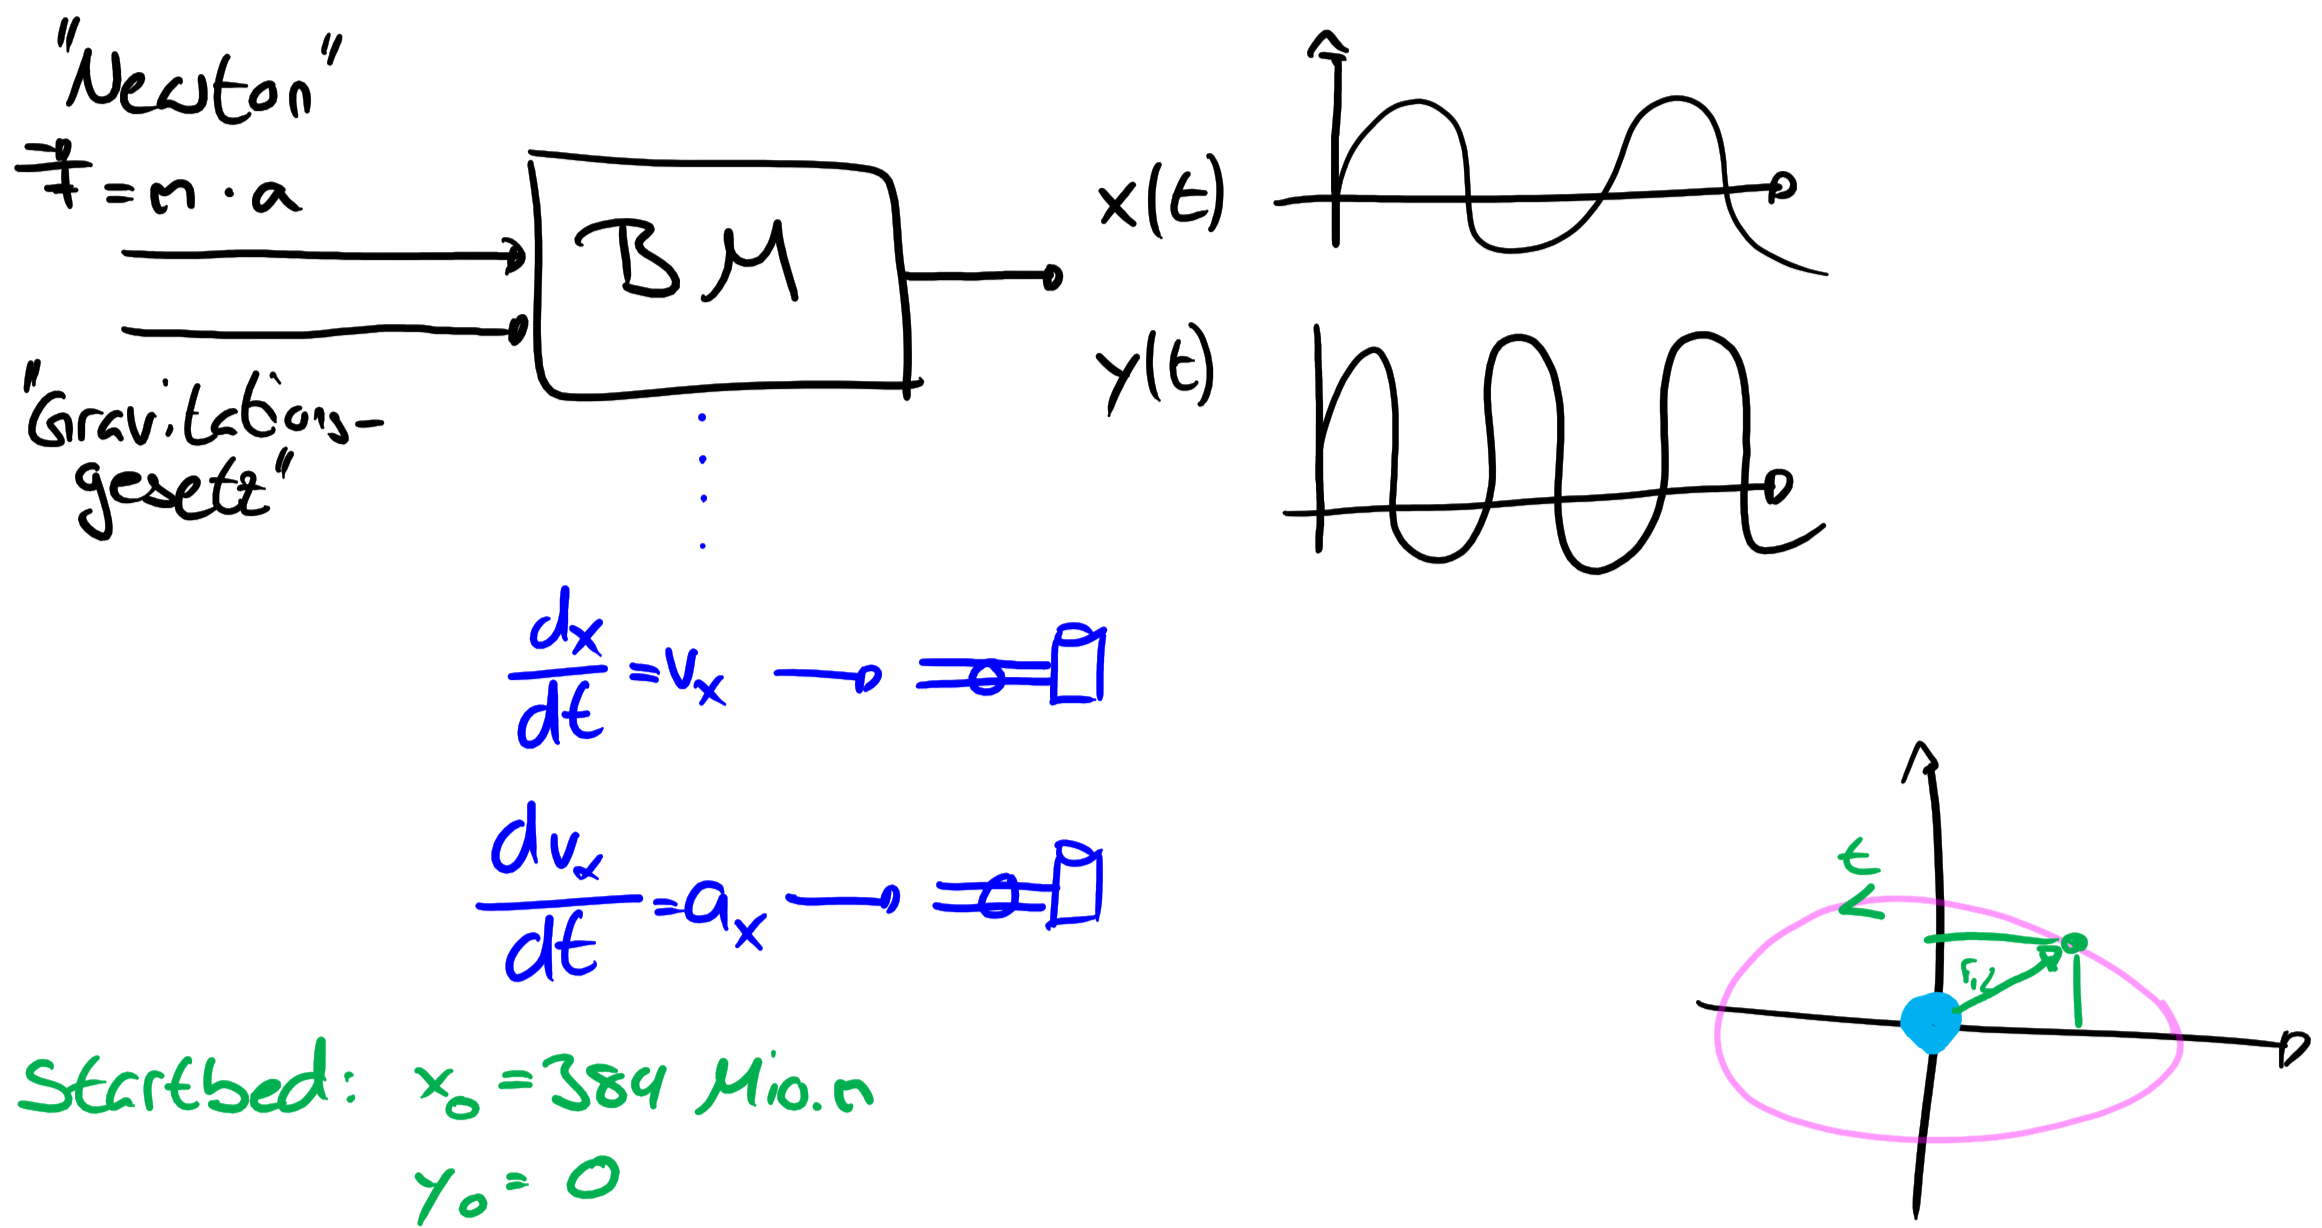 "Newton"
F = m · a
BM
"Gravitations-
gesetz"
x(t)
y(t)
dx
dt
= vx
dvx
dt
= ax
Startbed: x0 = 384 Mio. m
y0 = 0
t